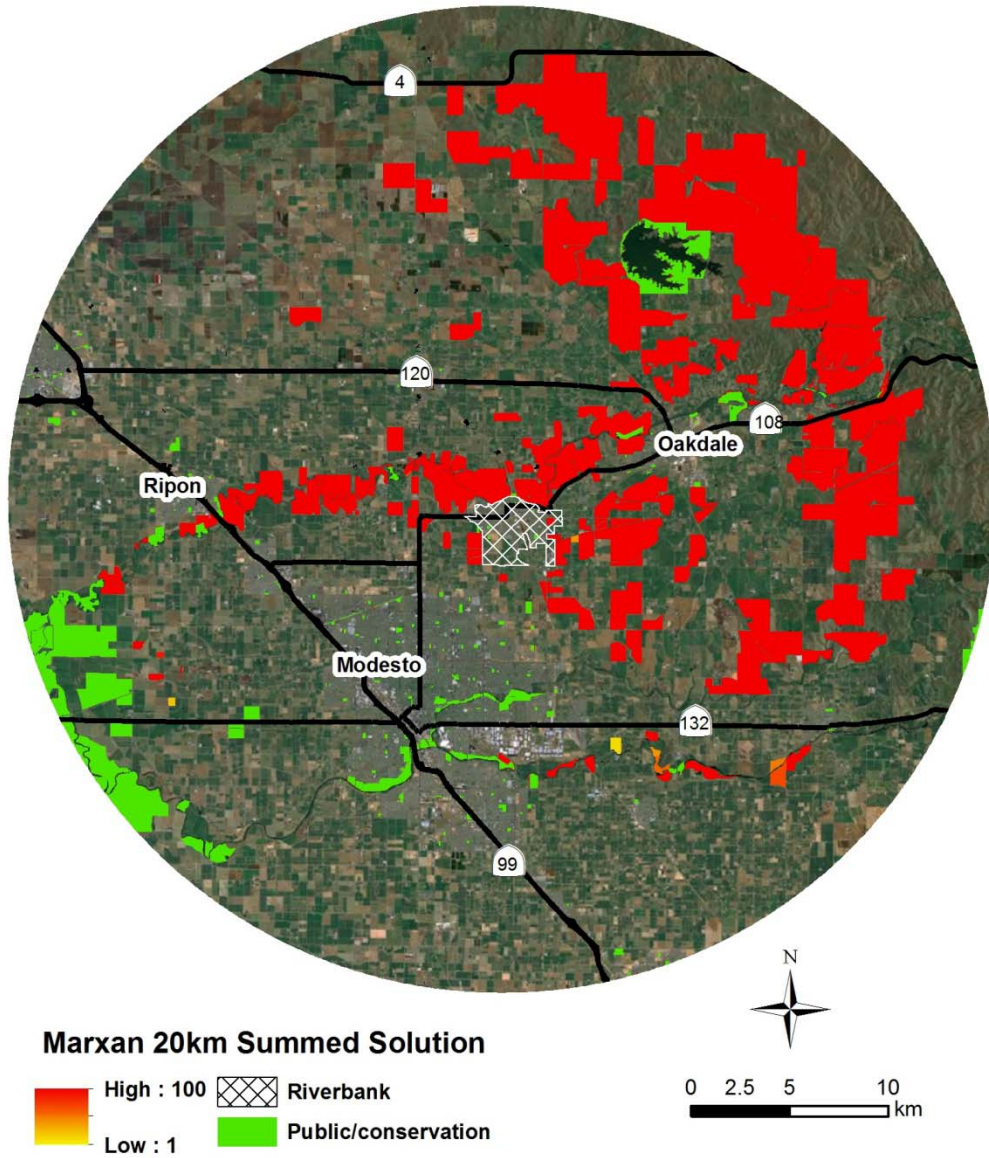 4
120
108
Oakdale
Ripon
Modesto
132
99
N
Marxan 20km Summed Solution
High : 100
Riverbank
Low : 1
Public/conservation
0 2.5 5 10
km